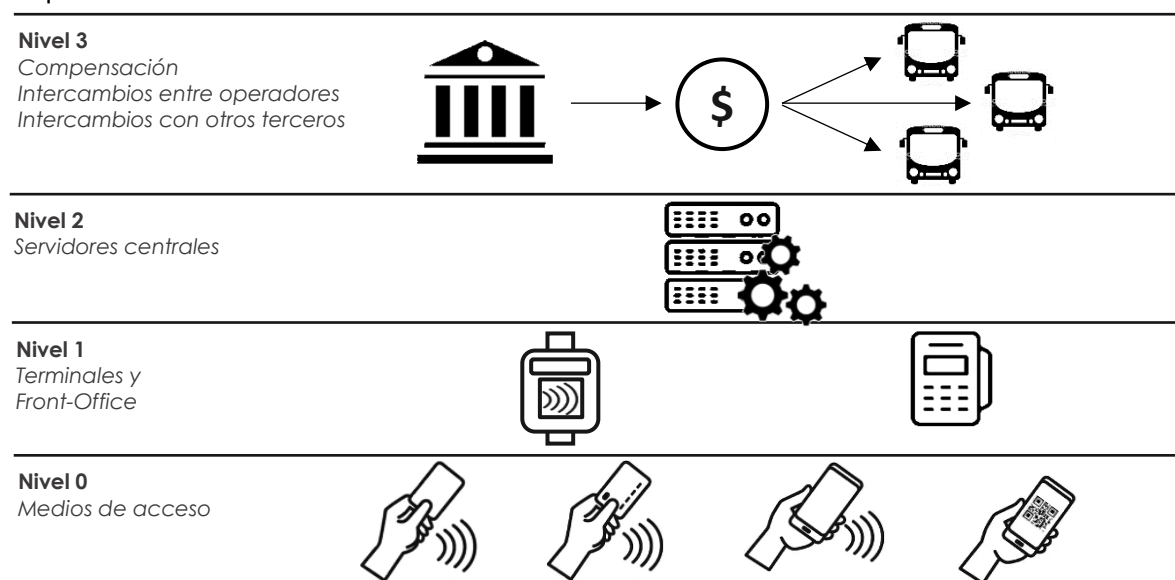 Nivel 3
Compensación
Intercambios entre operadores
Intercambios con otros terceros
$
Nivel 2
Servidores centrales
Nivel 1
Terminales y
Front-Office
Nivel 0
Medios de acceso